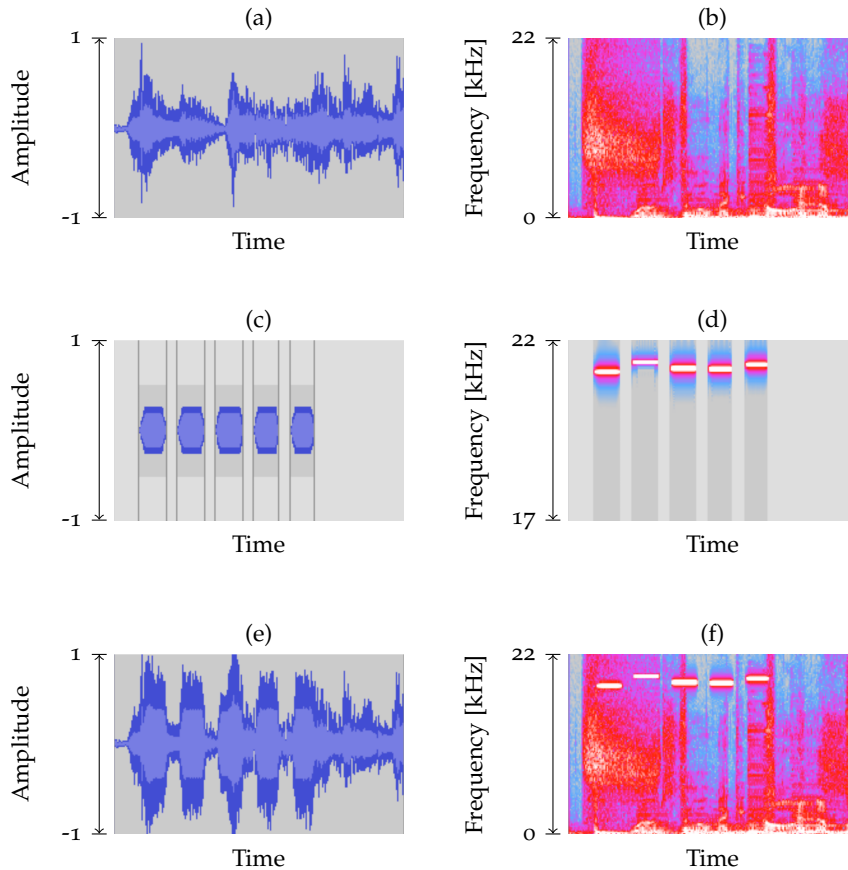 (a)
1
Amplitude
-1
Time
(b)
22
Frequency [kHz]
0
Time
(c)
1
Amplitude
-1
Time
(d)
22
Frequency [kHz]
17
Time
(e)
1
Amplitude
-1
Time
(f)
22
Frequency [kHz]
0
Time